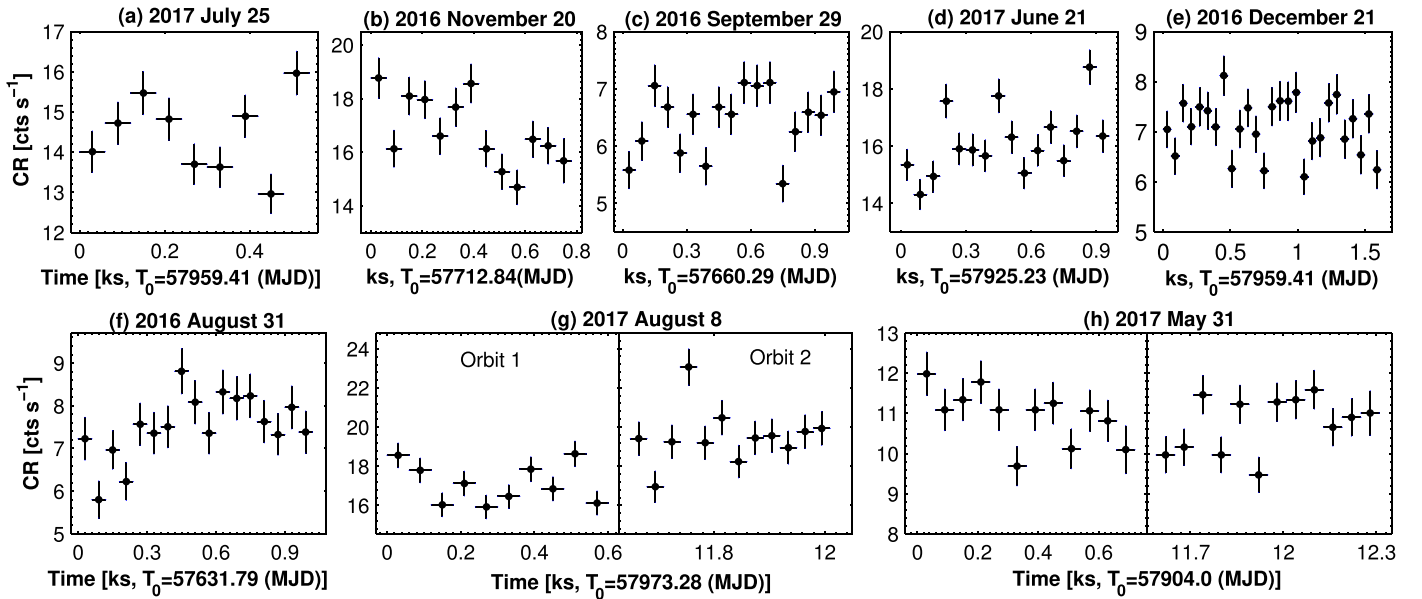 (a) 2017 July 25
17
16
15
14
13
12
CR [cts s⁻¹]
0 0.2 0.4
Time [ks, T₀=57959.41 (MJD)]
(b) 2016 November 20
20
18
16
14
0 0.2 0.4 0.6 0.8
ks, T₀=57712.84(MJD)
(c) 2016 September 29
8
7
6
5
0 0.3 0.6 0.9
ks, T₀=57660.29 (MJD)
(d) 2017 June 21
20
18
16
14
0 0.3 0.6 0.9
ks, T₀=57925.23 (MJD)
(e) 2016 December 21
9
8
7
6
5
0 0.5 1 1.5
ks, T₀=57959.41 (MJD)
(f) 2016 August 31
9
8
7
6
5
CR [cts s⁻¹]
0 0.3 0.6 0.9
Time [ks, T₀=57631.79 (MJD)]
(g) 2017 August 8
Orbit 1 Orbit 2
24
22
20
18
16
0 0.2 0.4 0.6 11.8 12
Time [ks, T₀=57973.28 (MJD)]
(h) 2017 May 31
13
12
11
10
9
8
0 0.2 0.4 0.6 11.7 12 12.3
Time [ks, T₀=57904.0 (MJD)]